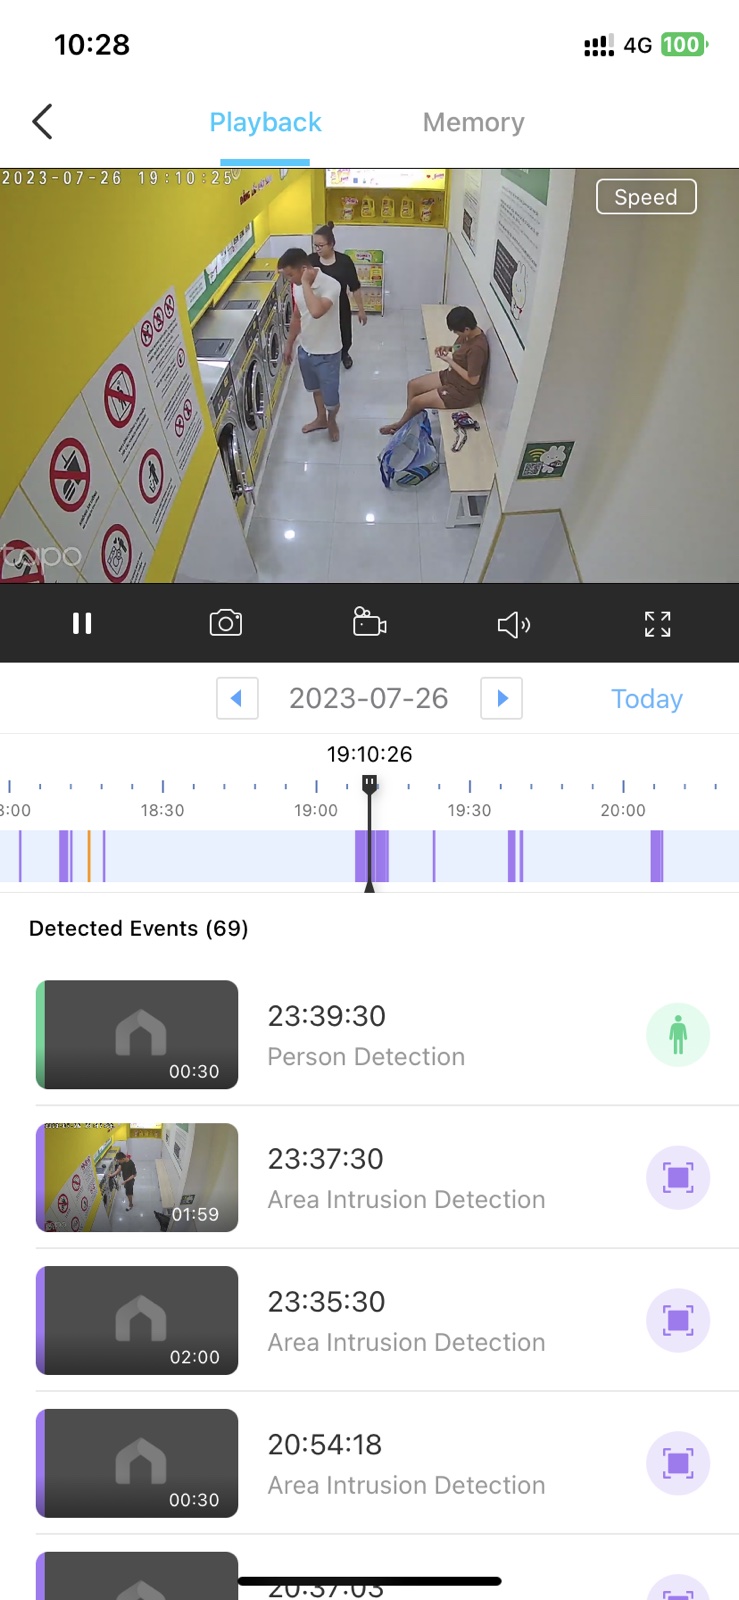 10:28
4G 100
Playback Memory
2023-07-26 19:10:25
Speed
tapo
2023-07-26
Today
19:10:26
18:30
19:00
19:30
20:00
Detected Events (69)
23:39:30
Person Detection
00:30
23:37:30
Area Intrusion Detection
01:59
23:35:30
Area Intrusion Detection
02:00
20:54:18
Area Intrusion Detection
00:30
20:37:03